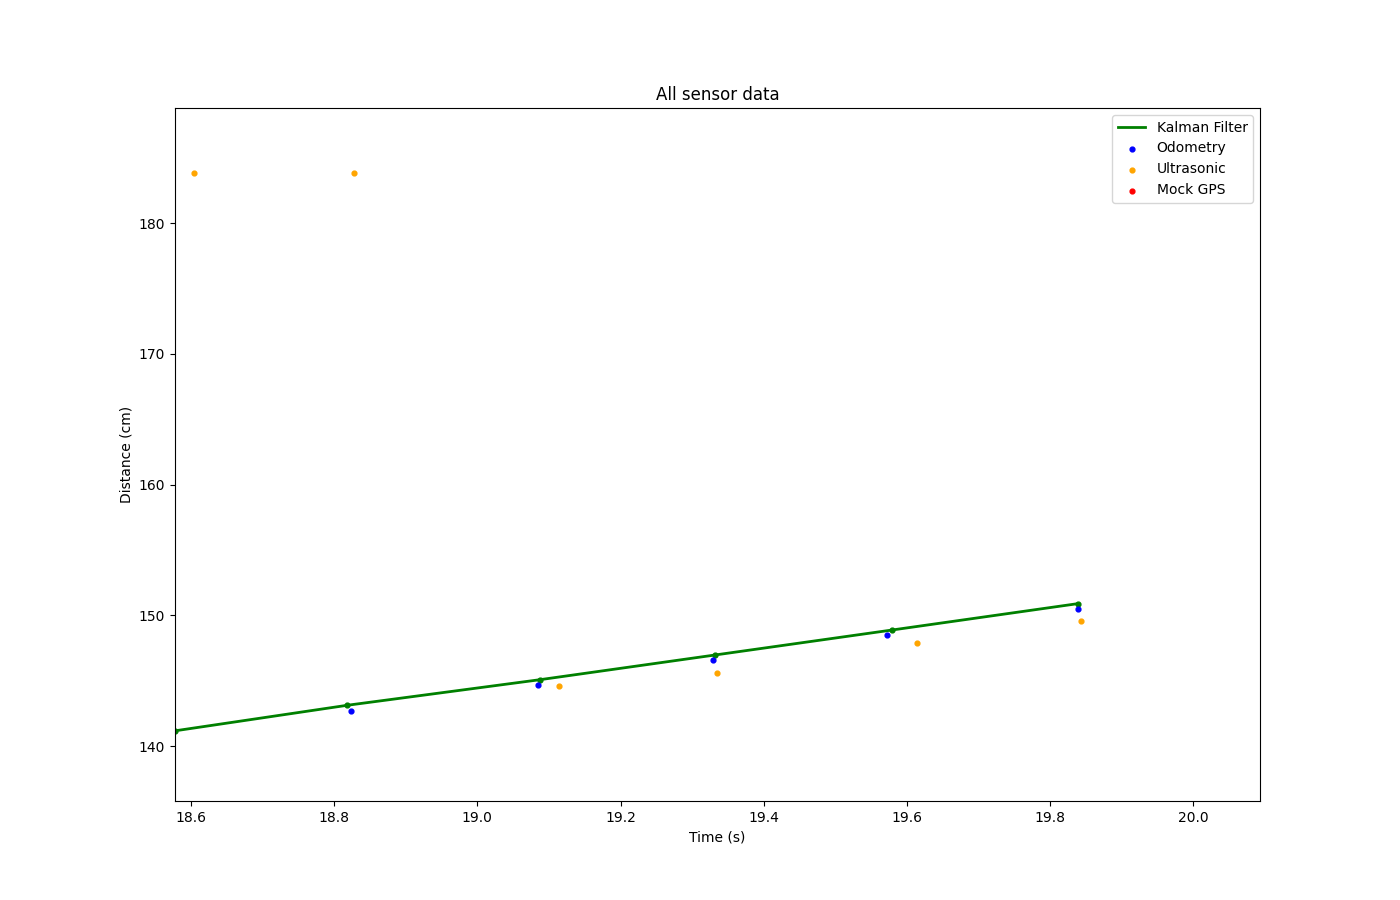 All sensor data
Kalman Filter
Odometry
Ultrasonic
Mock GPS
Distance (cm)
180
170
160
150
140
18.6 18.8 19.0 19.2 19.4 19.6 19.8 20.0
Time (s)